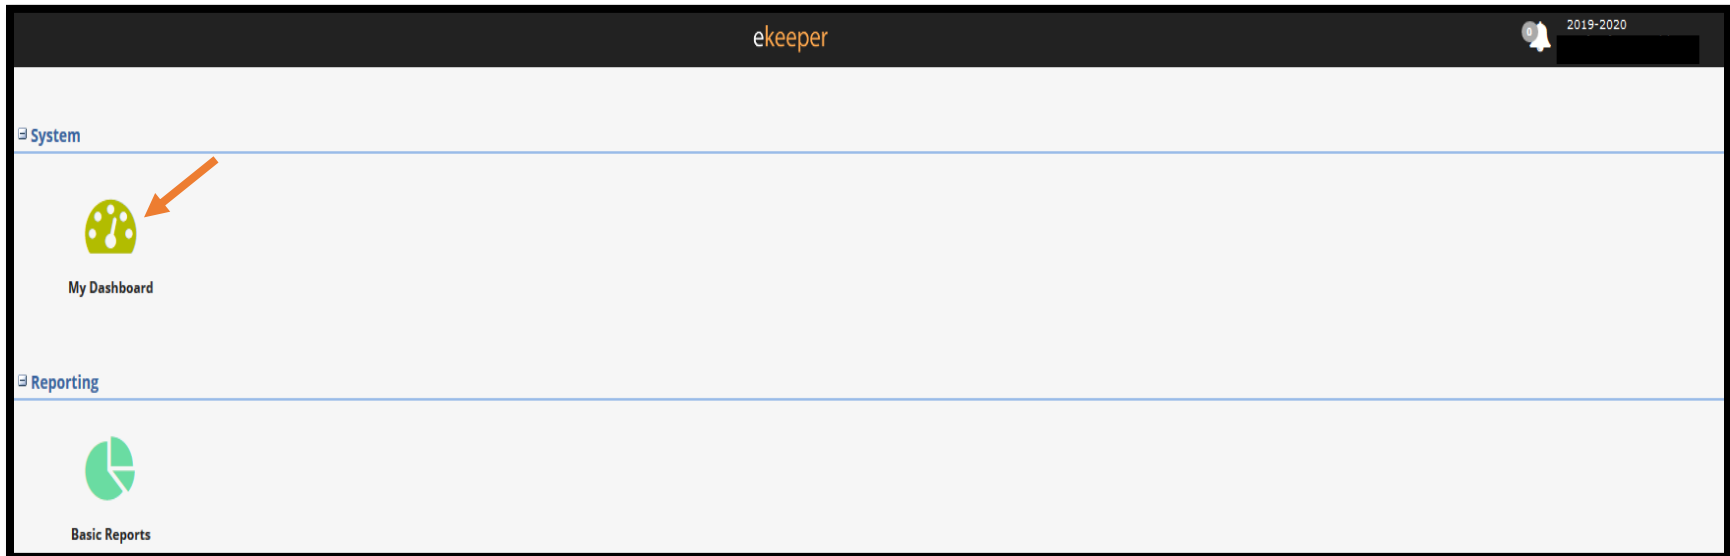 ekeeper
0
2019-2020
System
My Dashboard
Reporting
Basic Reports